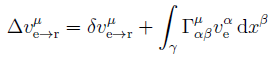 Δv^μ_{e→r} = δv^μ_{e→r} + ∫_γ Γ^μ_{αβ} v^α_e dx^β